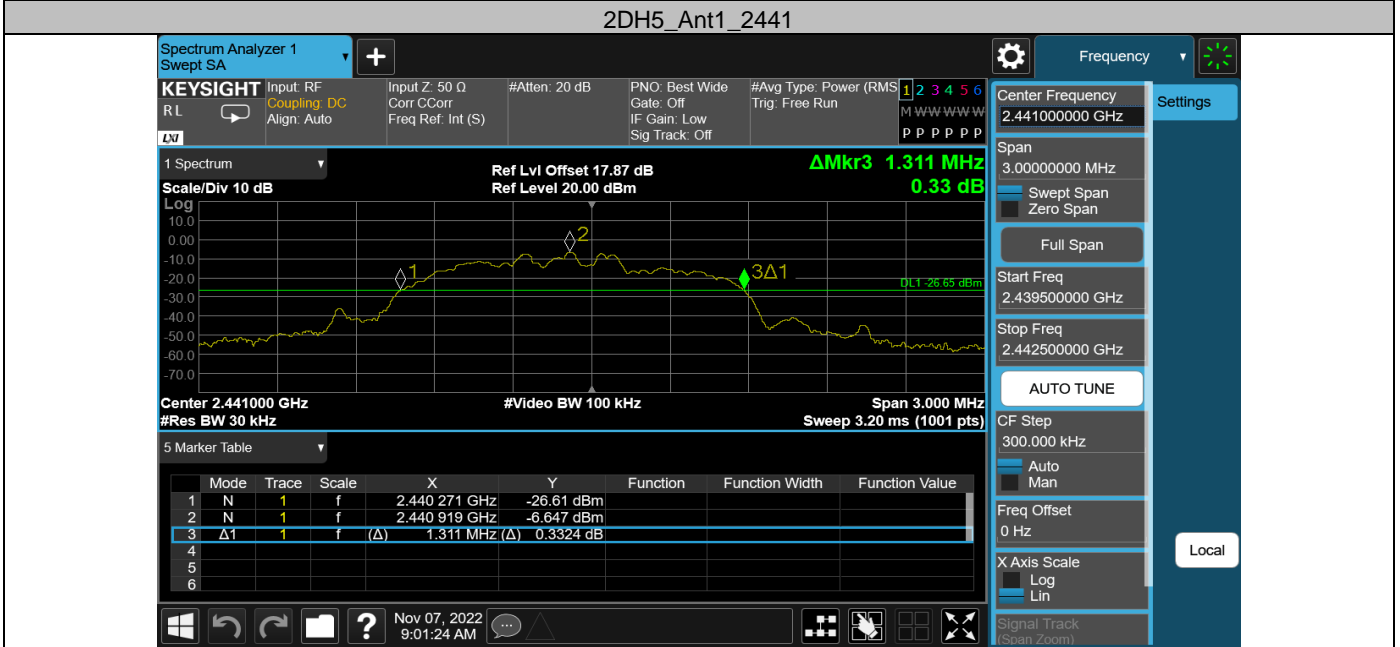 2DH5_Ant1_2441
Spectrum Analyzer 1
Swept SA
Frequency
KEYSIGHT
RL
LXI
Input: RF
Coupling: DC
Align: Auto
Input Z: 50 Ω
Corr CCorr
Freq Ref: Int (S)
#Atten: 20 dB
PNO: Best Wide
Gate: Off
IF Gain: Low
Sig Track: Off
#Avg Type: Power (RMS
Trig: Free Run
1 2 3 4 5 6
M W W W W W
P P P P P P
1 Spectrum
Scale/Div 10 dB
Ref Lvl Offset 17.87 dB
Ref Level 20.00 dBm
ΔMkr3 1.311 MHz
0.33 dB
Log
10.0
0.00
-10.0
-20.0
-30.0
-40.0
-50.0
-60.0
-70.0
1
2
3Δ1
DL1 -26.65 dBm
Center 2.441000 GHz
#Video BW 100 kHz
Span 3.000 MHz
#Res BW 30 kHz
Sweep 3.20 ms (1001 pts)
5 Marker Table
Mode Trace Scale X Y Function Function Width Function Value
1 N 1 f 2.440 271 GHz -26.61 dBm
2 N 1 f 2.440 919 GHz -6.647 dBm
3 Δ1 1 f (Δ) 1.311 MHz (Δ) 0.3324 dB
4
5
6
Nov 07, 2022
9:01:24 AM
Center Frequency
2.441000000 GHz
Settings
Span
3.00000000 MHz
Swept Span
Zero Span
Full Span
Start Freq
2.439500000 GHz
Stop Freq
2.442500000 GHz
AUTO TUNE
CF Step
300.000 kHz
Auto
Man
Freq Offset
0 Hz
Local
X Axis Scale
Log
Lin
Signal Track
(Span Zoom)